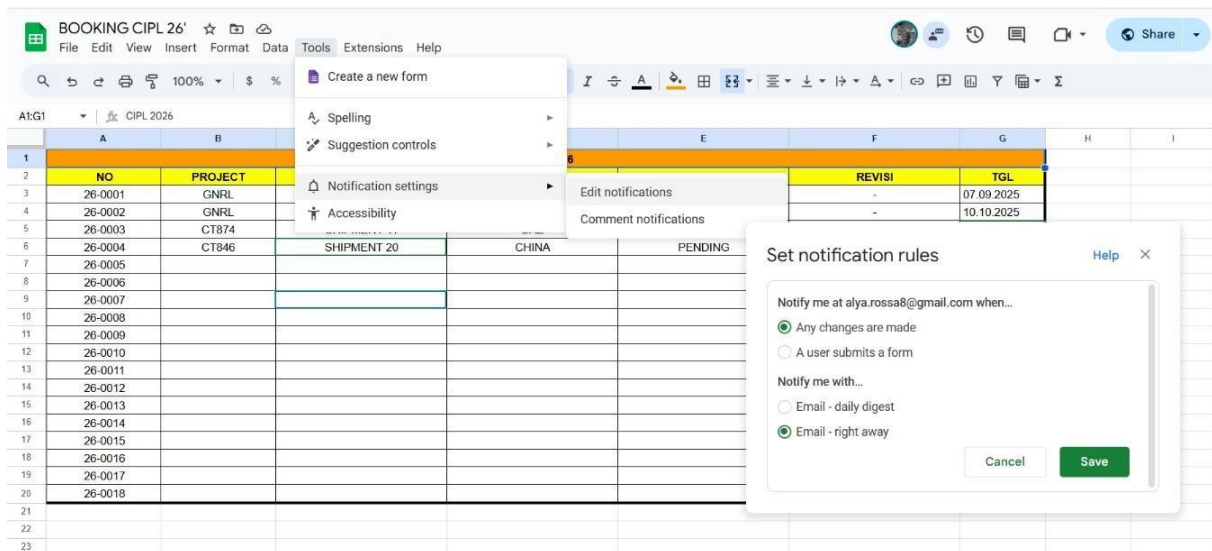 BOOKING CIPL 26'
File Edit View Insert Format Data Tools Extensions Help
Share
100% $ %
Create a new form
A1:G1 fx CIPL 2026
Spelling
Suggestion controls
Notification settings
Accessibility
Edit notifications
Comment notifications
A B E F G H I
1 6
2 NO PROJECT REVISI TGL
3 26-0001 GNRL - 07.09.2025
4 26-0002 GNRL - 10.10.2025
5 26-0003 CT874
6 26-0004 CT846 SHIPMENT 20 CHINA PENDING
7 26-0005
8 26-0006
9 26-0007
10 26-0008
11 26-0009
12 26-0010
13 26-0011
14 26-0012
15 26-0013
16 26-0014
17 26-0015
18 26-0016
19 26-0017
20 26-0018
21
22
23
Set notification rules Help
Notify me at alya.rossa8@gmail.com when...
Any changes are made
A user submits a form
Notify me with...
Email - daily digest
Email - right away
Cancel Save